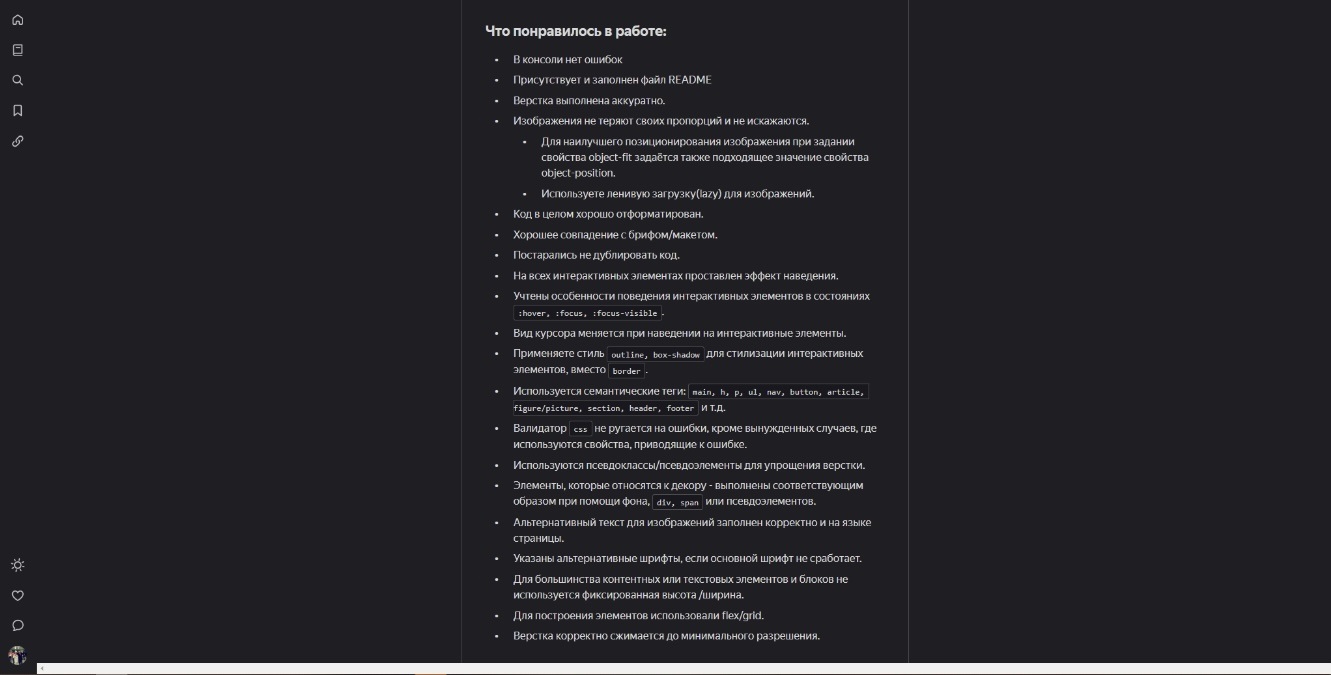 Что понравилось в работе:
• В консоли нет ошибок
• Присутствует и заполнен файл README
• Верстка выполнена аккуратно.
• Изображения не теряют своих пропорций и не искажаются.
• Для наилучшего позиционирования изображения при задании
свойства object-fit задаётся также подходящее значение свойства
object-position.
• Используете ленивую загрузку(lazy) для изображений.
• Код в целом хорошо отформатирован.
• Хорошее совпадение с брифом/макетом.
• Постарались не дублировать код.
• На всех интерактивных элементах проставлен эффект наведения.
• Учтены особенности поведения интерактивных элементов в состояниях
:hover, :focus, :focus-visible.
• Вид курсора меняется при наведении на интерактивные элементы.
• Применяете стиль outline, box-shadow для стилизации интерактивных
элементов, вместо border.
• Используется семантические теги: main, h, p, ul, nav, button, article,
figure/picture, section, header, footer и т.д.
• Валидатор css не ругается на ошибки, кроме вынужденных случаев, где
используются свойства, приводящие к ошибке.
• Используются псевдоклассы/псевдоэлементы для упрощения верстки.
• Элементы, которые относятся к декору - выполнены соответствующим
образом при помощи фона, div, span или псевдоэлементов.
• Альтернативный текст для изображений заполнен корректно и на языке
страницы.
• Указаны альтернативные шрифты, если основной шрифт не сработает.
• Для большинства контентных или текстовых элементов и блоков не
используется фиксированная высота /ширина.
• Для построения элементов использовали flex/grid.
• Верстка корректно сжимается до минимального разрешения.